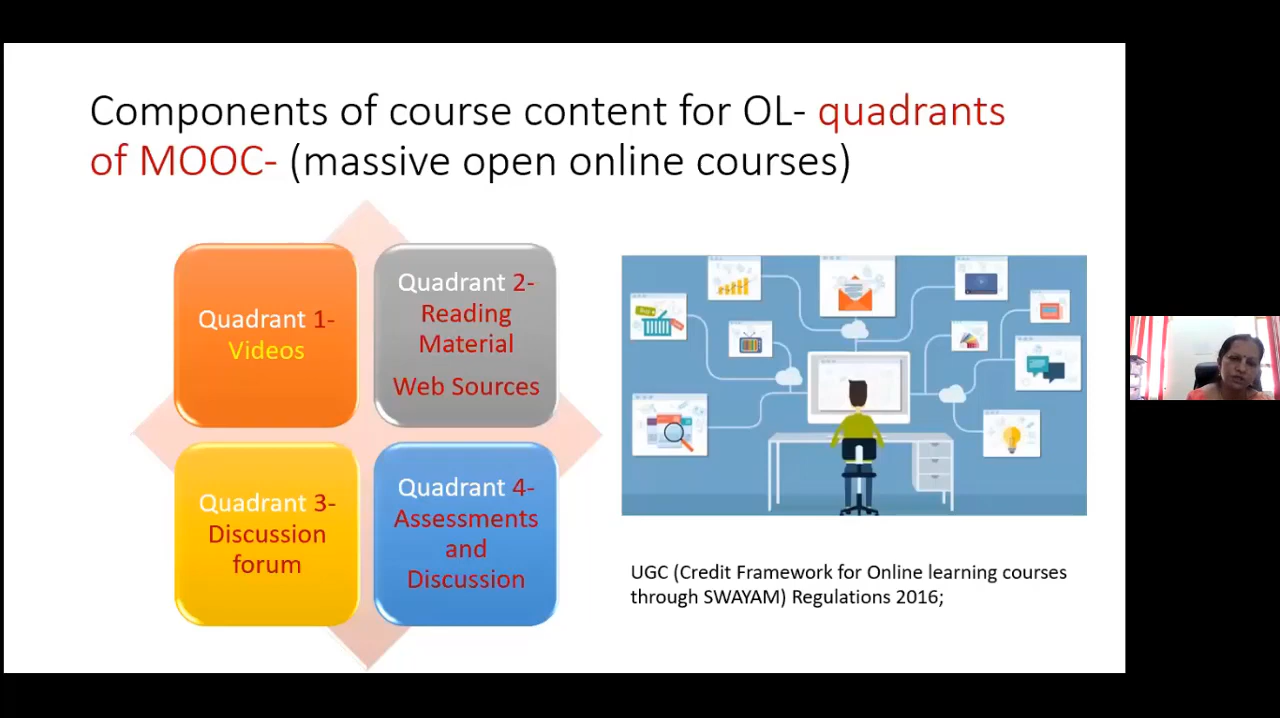 Components of course content for OL- quadrants
of MOOC- (massive open online courses)
Quadrant 1-
Videos
Quadrant 2-
Reading
Material
Web Sources
Quadrant 3-
Discussion
forum
Quadrant 4-
Assessments
and
Discussion
UGC (Credit Framework for Online learning courses
through SWAYAM) Regulations 2016;